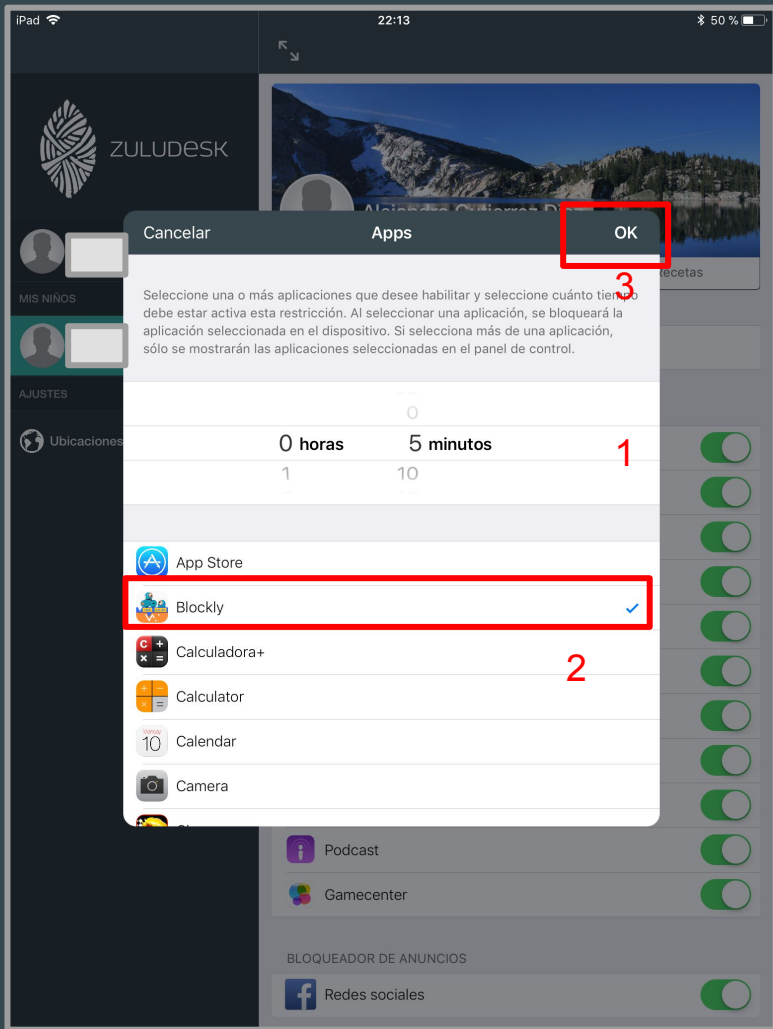 iPad
22:13
50 %
ZULUDESK
Cancelar
Apps
OK
3
Recetas
MIS NIÑOS
Seleccione una o más aplicaciones que desee habilitar y seleccione cuánto tiempo
debe estar activa esta restricción. Al seleccionar una aplicación, se bloqueará la
aplicación seleccionada en el dispositivo. Si selecciona más de una aplicación,
sólo se mostrarán las aplicaciones seleccionadas en el panel de control.
AJUSTES
Ubicaciones
0
0 horas 5 minutos
1
1 10
App Store
Blockly
Calculadora+
2
Calculator
10
Calendar
Camera
Podcast
Gamecenter
BLOQUEADOR DE ANUNCIOS
Redes sociales